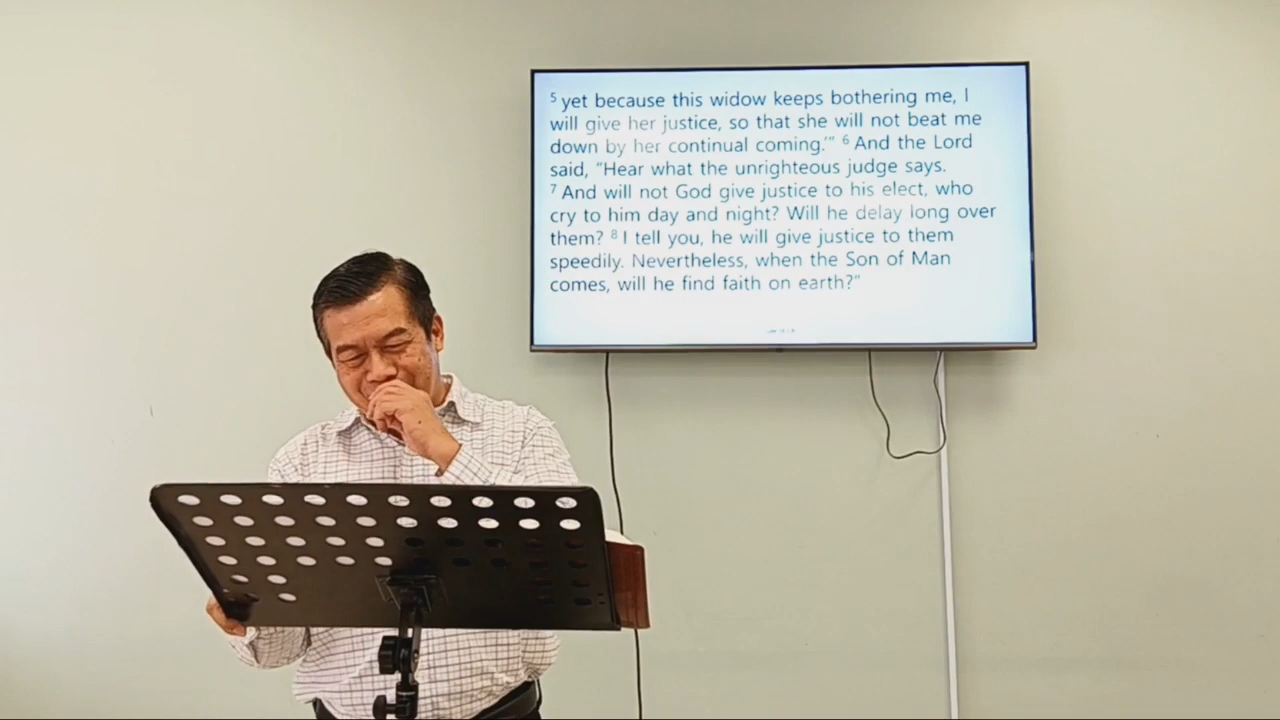 5 yet because this widow keeps bothering me, I
will give her justice, so that she will not beat me
down by her continual coming.’” 6 And the Lord
said, “Hear what the unrighteous judge says.
7 And will not God give justice to his elect, who
cry to him day and night? Will he delay long over
them? 8 I tell you, he will give justice to them
speedily. Nevertheless, when the Son of Man
comes, will he find faith on earth?”